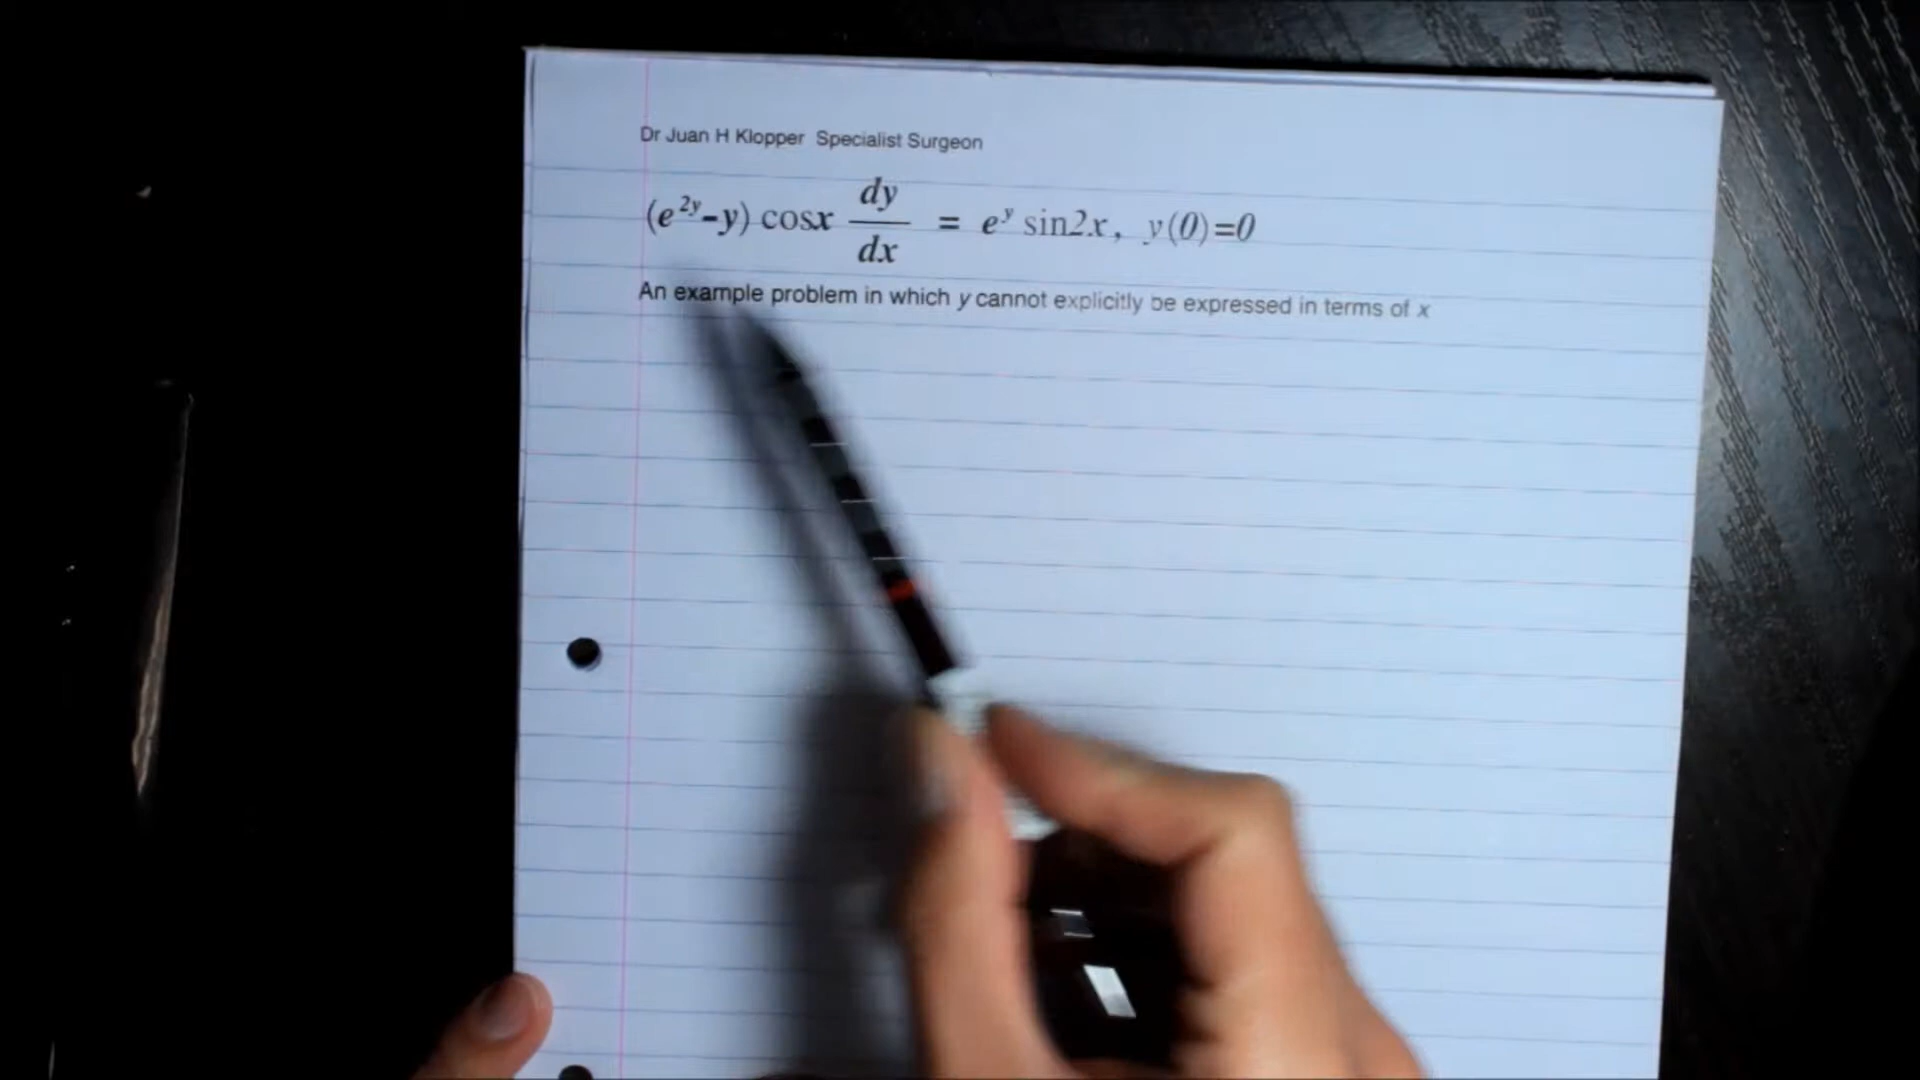 Dr Juan H Klopper Specialist Surgeon
(e^{2y}-y) cosx \frac{dy}{dx} = e^y sin2x, y(0)=0
An example problem in which y cannot explicitly be expressed in terms of x